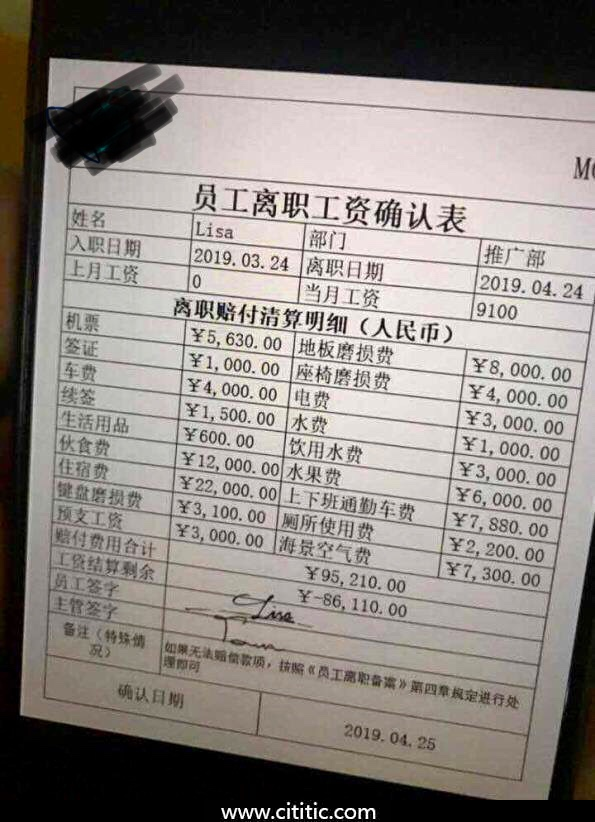 MC
员工离职工资确认表
姓名 Lisa 部门 推广部
入职日期 2019.03.24 离职日期 2019.04.24
上月工资 0 当月工资 9100
离职赔付清算明细（人民币）
机票 ¥5,630.00 地板磨损费 ¥8,000.00
签证 ¥1,000.00 座椅磨损费 ¥4,000.00
车费 ¥4,000.00 电费 ¥3,000.00
续签 ¥1,500.00 水费 ¥1,000.00
生活用品 ¥600.00 饮用水费 ¥3,000.00
伙食费 ¥12,000.00 水果费 ¥6,000.00
住宿费 ¥22,000.00 上下班通勤车费 ¥7,880.00
键盘磨损费 ¥3,100.00 厕所使用费 ¥2,200.00
预支工资 ¥3,000.00 海景空气费 ¥7,300.00
赔付费用合计 ¥95,210.00
工资结算剩余 ¥-86,110.00
员工签字 Lisa
主管签字
备注（特殊情况） 如果无法赔偿款项，按照《员工离职备案》第四章规定进行处
理即可
确认日期 2019.04.25
www.cititic.com